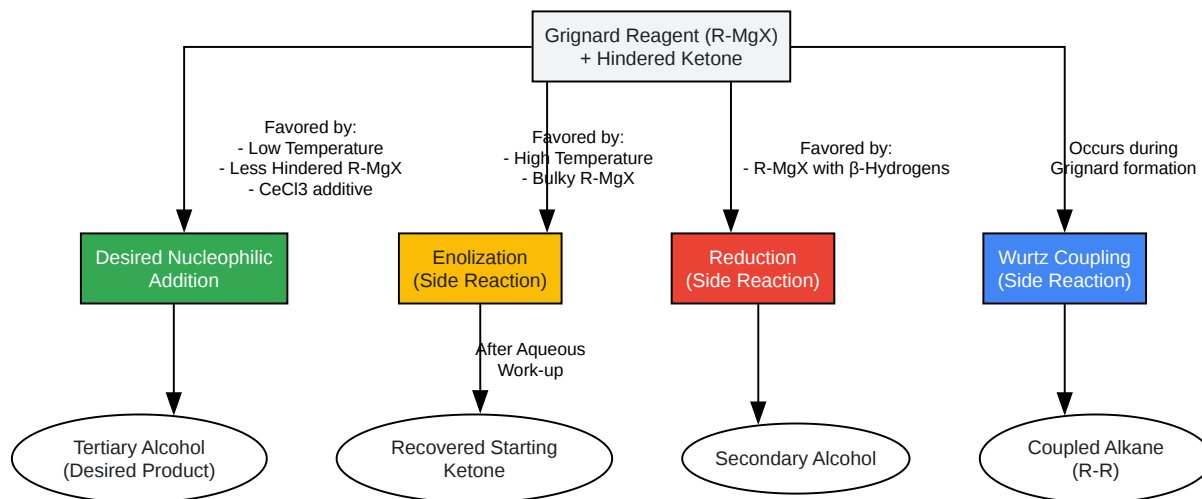 Grignard Reagent (R-MgX)
+ Hindered Ketone
Favored by:
- Low Temperature
- Less Hindered R-MgX
- CeCl3 additive
Favored by:
- High Temperature
- Bulky R-MgX
Favored by:
- R-MgX with β-Hydrogens
Occurs during
Grignard formation
Desired Nucleophilic
Addition
Enolization
(Side Reaction)
Reduction
(Side Reaction)
Wurtz Coupling
(Side Reaction)
After Aqueous
Work-up
Tertiary Alcohol
(Desired Product)
Recovered Starting
Ketone
Secondary Alcohol
Coupled Alkane
(R-R)